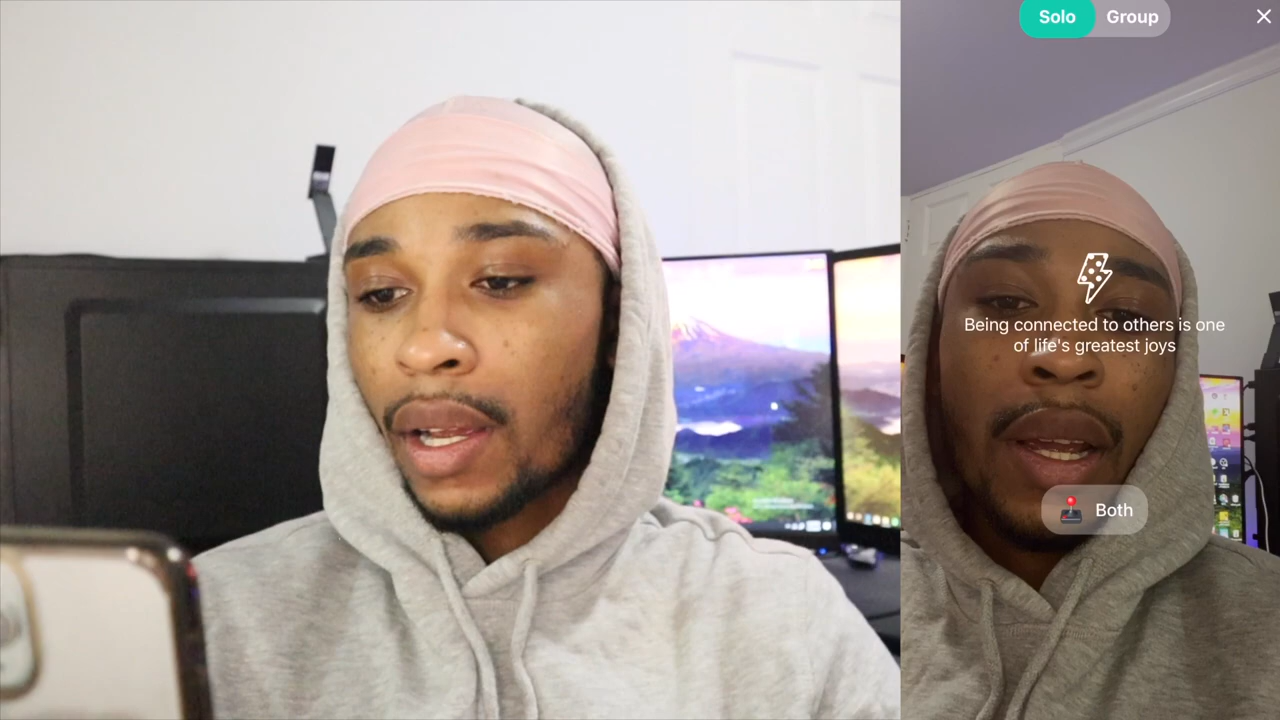 Solo
Group
Being connected to others is one
of life's greatest joys
Both